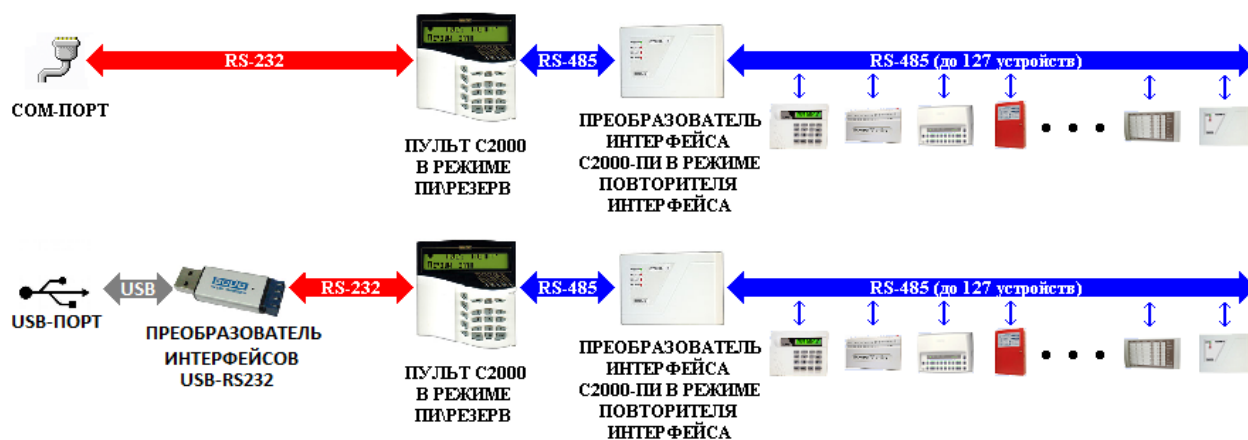 RS-232
RS-485
RS-485 (до 127 устройств)
COM-ПОРТ
ПУЛЬТ С2000
В РЕЖИМЕ
ПИ\РЕЗЕРВ
ПРЕОБРАЗОВАТЕЛЬ
ИНТЕРФЕЙСА
С2000-ПИ В РЕЖИМЕ
ПОВТОРИТЕЛЯ
ИНТЕРФЕЙСА
USB
RS-232
RS-485
RS-485 (до 127 устройств)
USB-ПОРТ
ПРЕОБРАЗОВАТЕЛЬ
ИНТЕРФЕЙСОВ
USB-RS232
ПУЛЬТ С2000
В РЕЖИМЕ
ПИ\РЕЗЕРВ
ПРЕОБРАЗОВАТЕЛЬ
ИНТЕРФЕЙСА
С2000-ПИ В РЕЖИМЕ
ПОВТОРИТЕЛЯ
ИНТЕРФЕЙСА